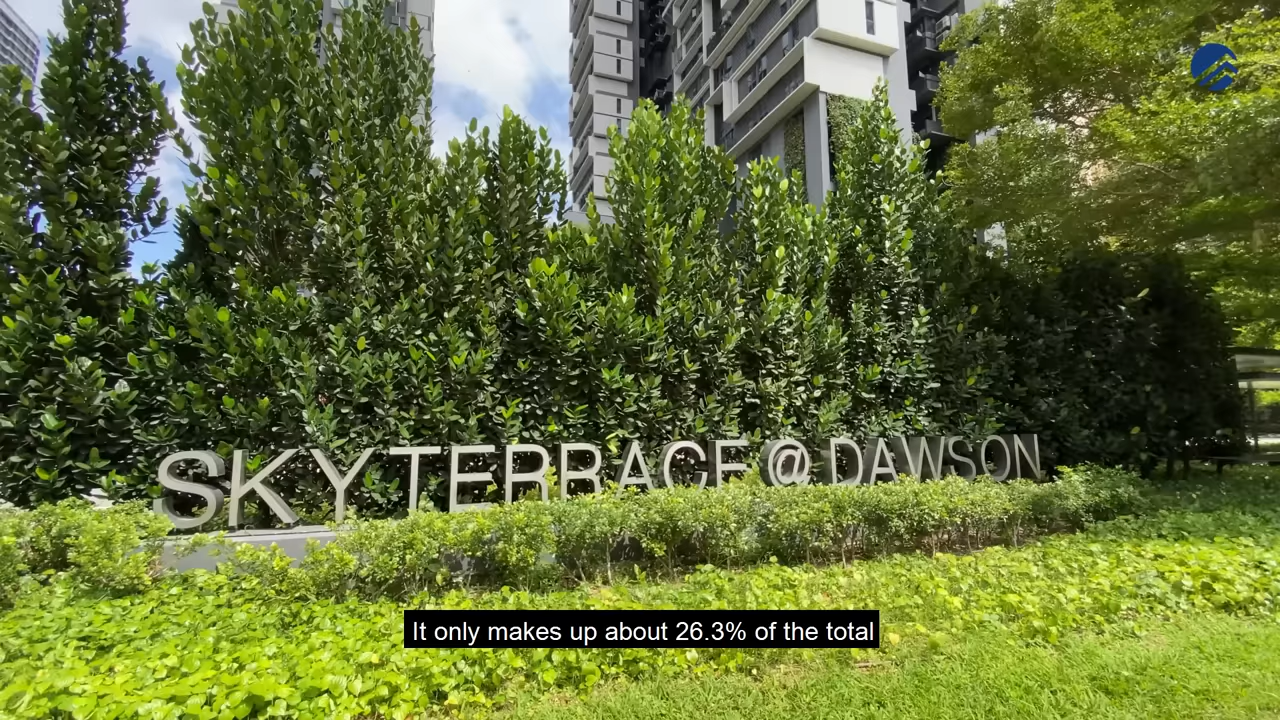 SKYTERRACE @ DAWSON
It only makes up about 26.3% of the total